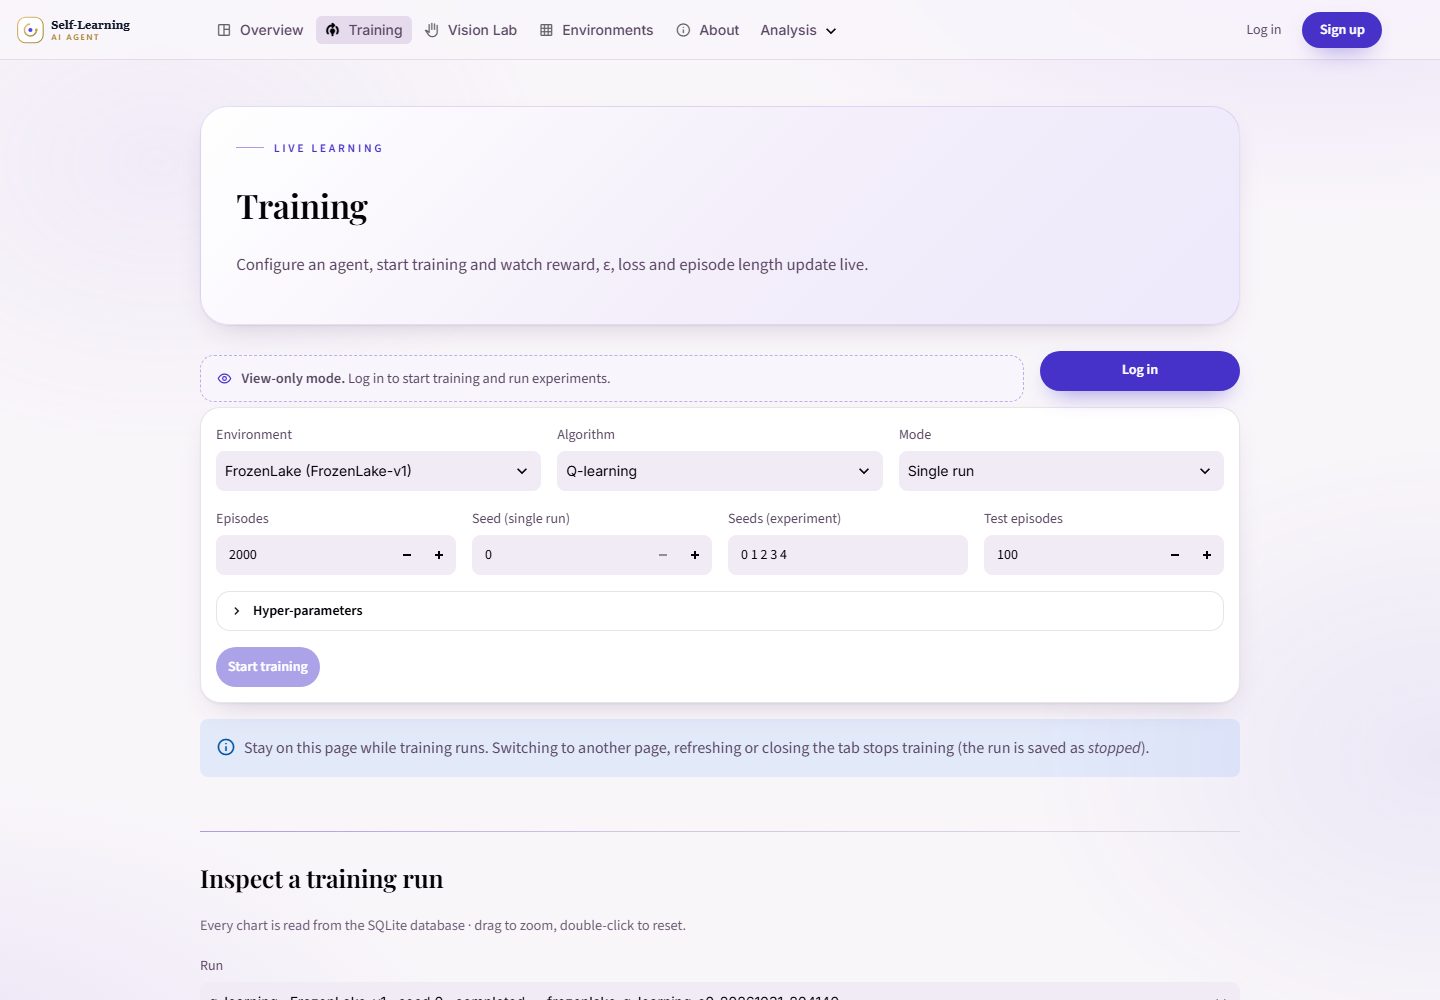 Self-Learning
AI AGENT
Overview
Training
Vision Lab
Environments
About
Analysis
Log in
Sign up
LIVE LEARNING
Training
Configure an agent, start training and watch reward, ε, loss and episode length update live.
View-only mode. Log in to start training and run experiments.
Log in
Environment
Algorithm
Mode
FrozenLake (FrozenLake-v1)
Q-learning
Single run
Episodes
Seed (single run)
Seeds (experiment)
Test episodes
2000
0
0 1 2 3 4
100
Hyper-parameters
Start training
Stay on this page while training runs. Switching to another page, refreshing or closing the tab stops training (the run is saved as stopped).
Inspect a training run
Every chart is read from the SQLite database · drag to zoom, double-click to reset.
Run